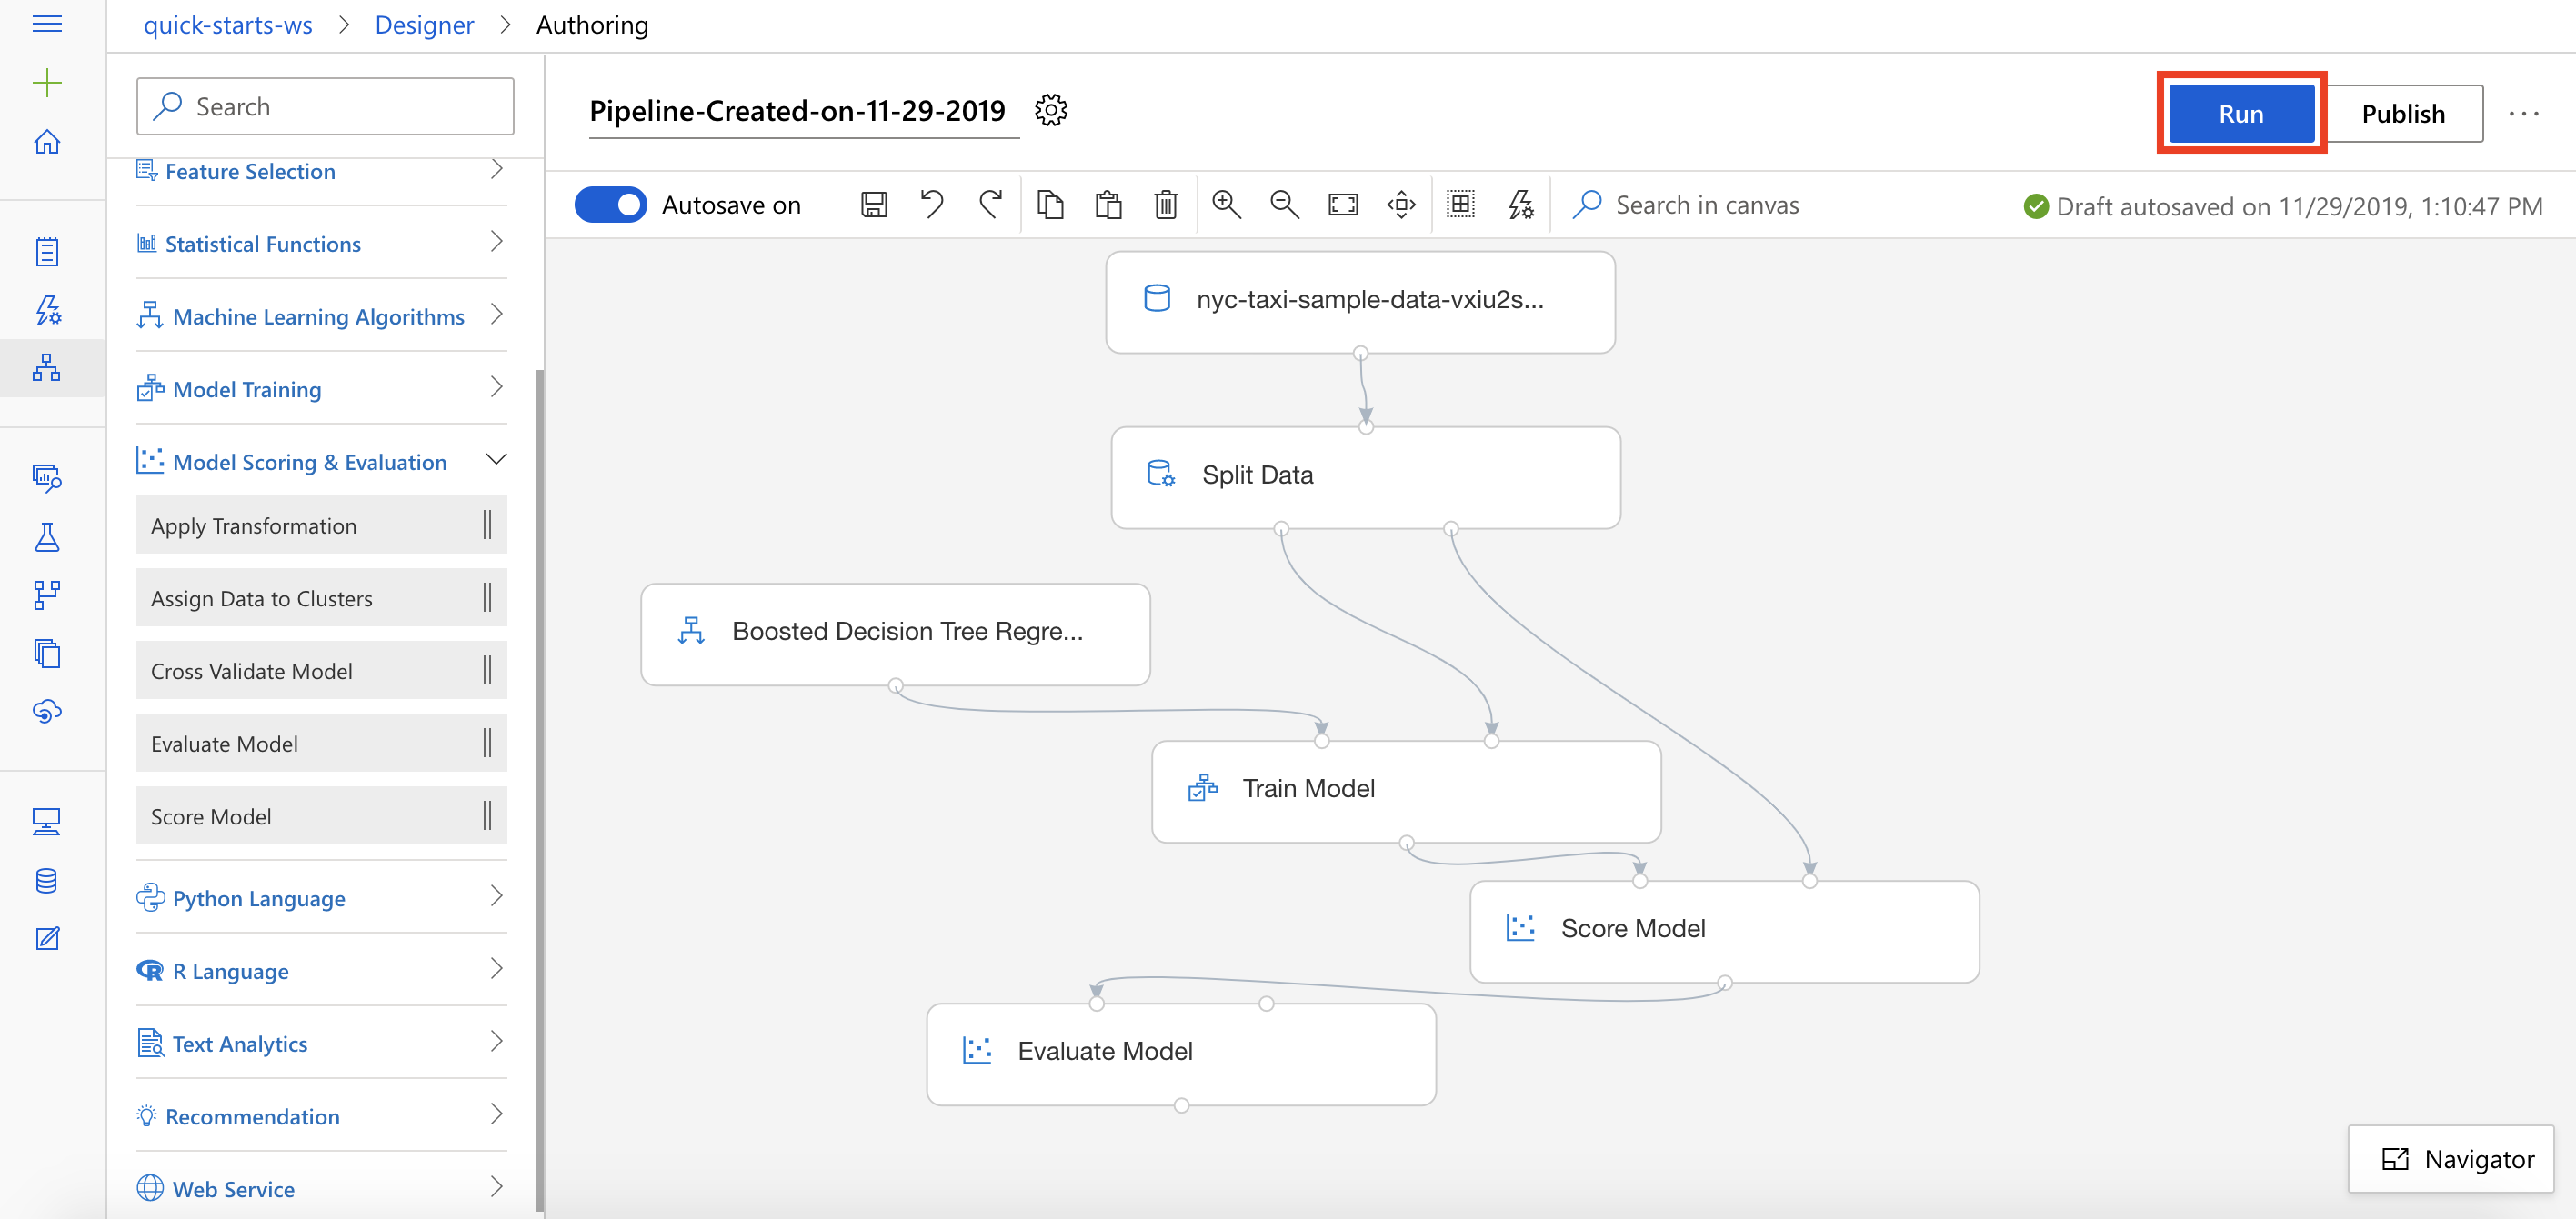 quick-starts-ws > Designer > Authoring
Search
Pipeline-Created-on-11-29-2019
Run
Publish
...
Feature Selection
Statistical Functions
Machine Learning Algorithms
Model Training
Model Scoring & Evaluation
Apply Transformation
Assign Data to Clusters
Cross Validate Model
Evaluate Model
Score Model
Python Language
R Language
Text Analytics
Recommendation
Web Service
Autosave on
Search in canvas
Draft autosaved on 11/29/2019, 1:10:47 PM
nyc-taxi-sample-data-vxiu2s...
Split Data
Boosted Decision Tree Regre...
Train Model
Score Model
Evaluate Model
Navigator